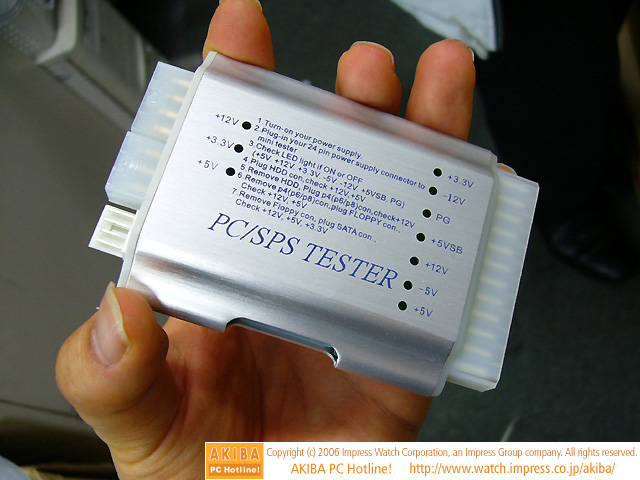 +12V
+3.3V
+5V
1.Turn-on your power supply
2.Plug-in your 24 pin power supply connector to
mini tester
3.Check LED light if ON or OFF
(+5V +12V +3.3V -5V -12V +5VSB PG)
4.Plug HDD con,check +12V,+5V
5.Remove HDD, Plug p4(p6/p8)con,check+12V
6.Remove p4(p6/p8)con,plug FLOPPY con.,
Check +12V, +5V
7.Remove Floppy con, plug SATA con.,
Check +12V, +5V, +3.3V
PC/SPS TESTER
+3.3V
-12V
PG
+5VSB
+12V
-5V
+5V
AKIBA
PC Hotline!
Copyright (c) 2006 Impress Watch Corporation, an Impress Group company. All rights reserved.
AKIBA PC Hotline! http://www.watch.impress.co.jp/akiba/